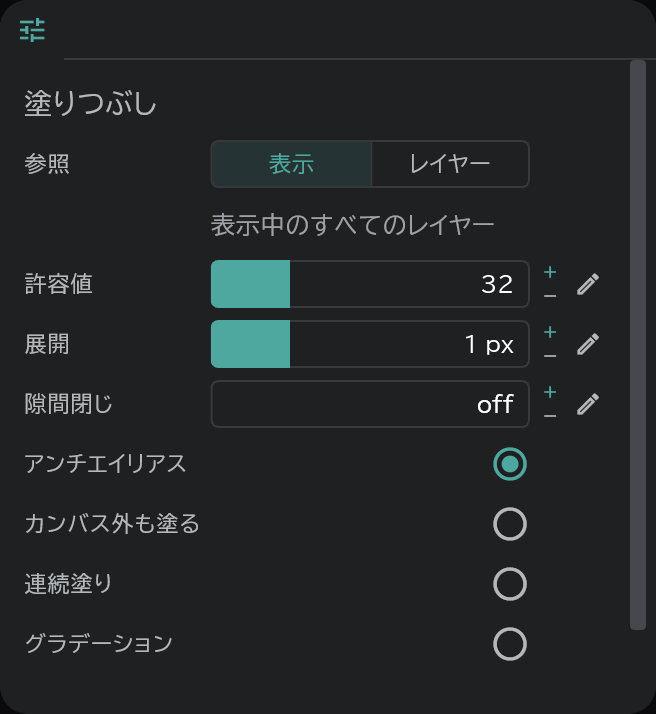 塗りつぶし
参照 表示 レイヤー
表示中のすべてのレイヤー
許容値 32 + −
展開 1 px + −
隙間閉じ off + −
アンチエイリアス
カンバス外も塗る
連続塗り
グラデーション